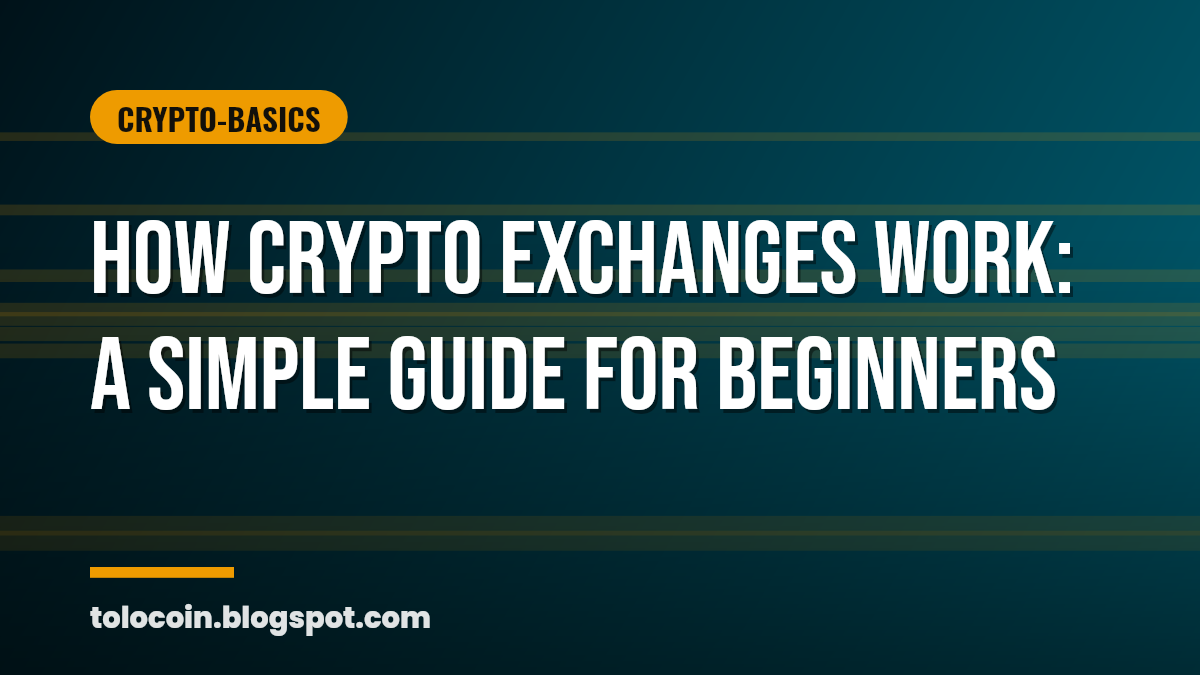 CRYPTO-BASICS
HOW CRYPTO EXCHANGES WORK:
A SIMPLE GUIDE FOR BEGINNERS
tolocoin.blogspot.com